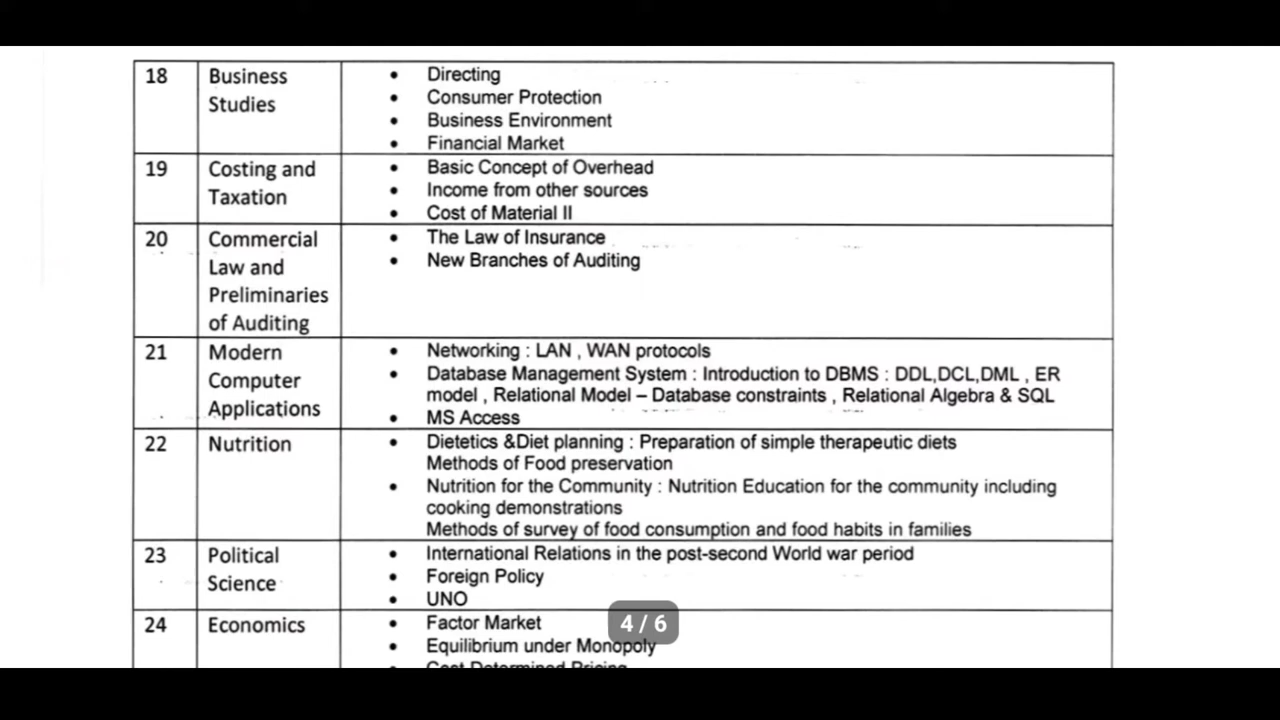 18 Business • Directing
Studies • Consumer Protection
• Business Environment
• Financial Market
19 Costing and • Basic Concept of Overhead
Taxation • Income from other sources
• Cost of Material II
20 Commercial • The Law of Insurance
Law and • New Branches of Auditing
Preliminaries
of Auditing
21 Modern • Networking : LAN , WAN protocols
Computer • Database Management System : Introduction to DBMS : DDL,DCL,DML , ER
Applications model , Relational Model – Database constraints , Relational Algebra & SQL
• MS Access
22 Nutrition • Dietetics &Diet planning : Preparation of simple therapeutic diets
Methods of Food preservation
• Nutrition for the Community : Nutrition Education for the community including
cooking demonstrations
Methods of survey of food consumption and food habits in families
23 Political • International Relations in the post-second World war period
Science • Foreign Policy
• UNO
4 / 6
24 Economics • Factor Market
• Equilibrium under Monopoly
• Cost Determined Pricing